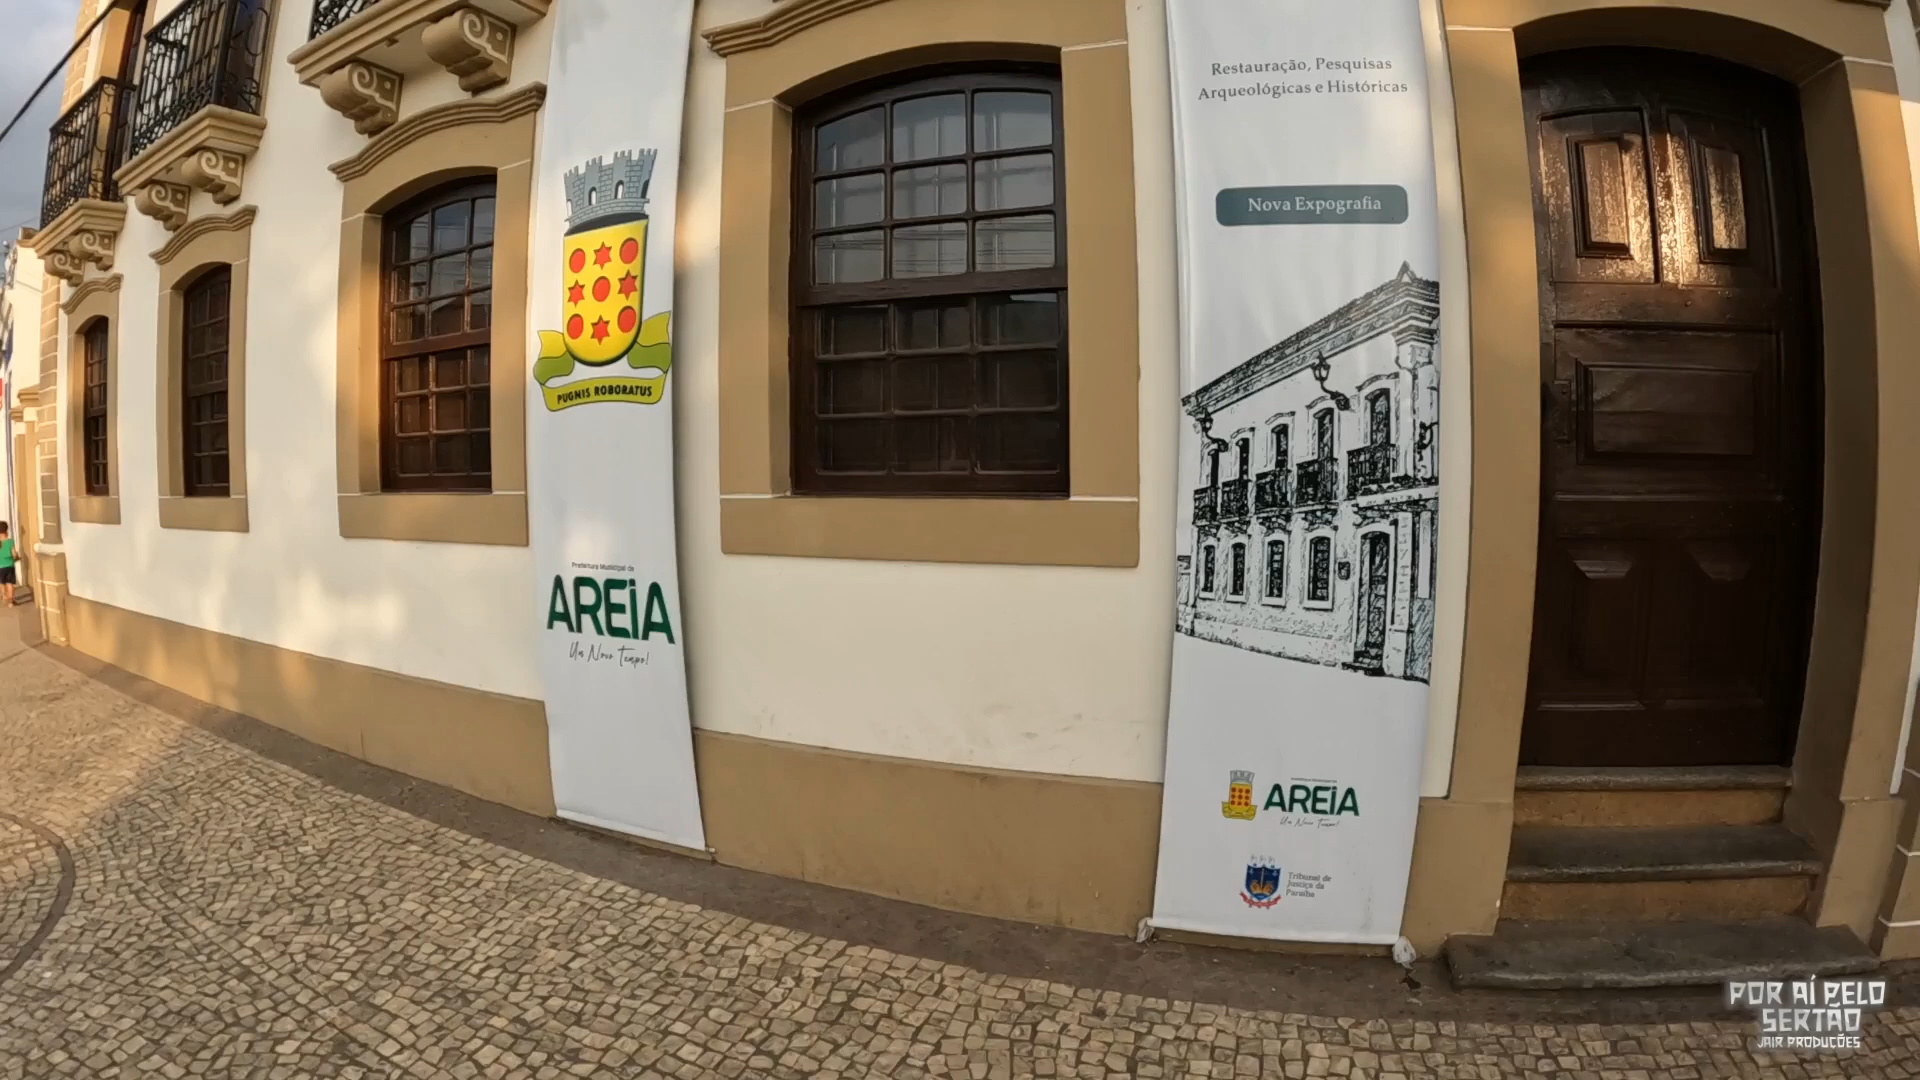 PUGNIS ROBORATUS
Prefeitura Municipal de
AREIA
Um Novo Tempo!
Restauração, Pesquisas
Arqueológicas e Históricas
Nova Expografia
AREIA
Um Novo Tempo!
Tribunal de
Justiça da
Paraíba
POR AÍ PELO
SERTÃO
JAIR PRODUCÕES